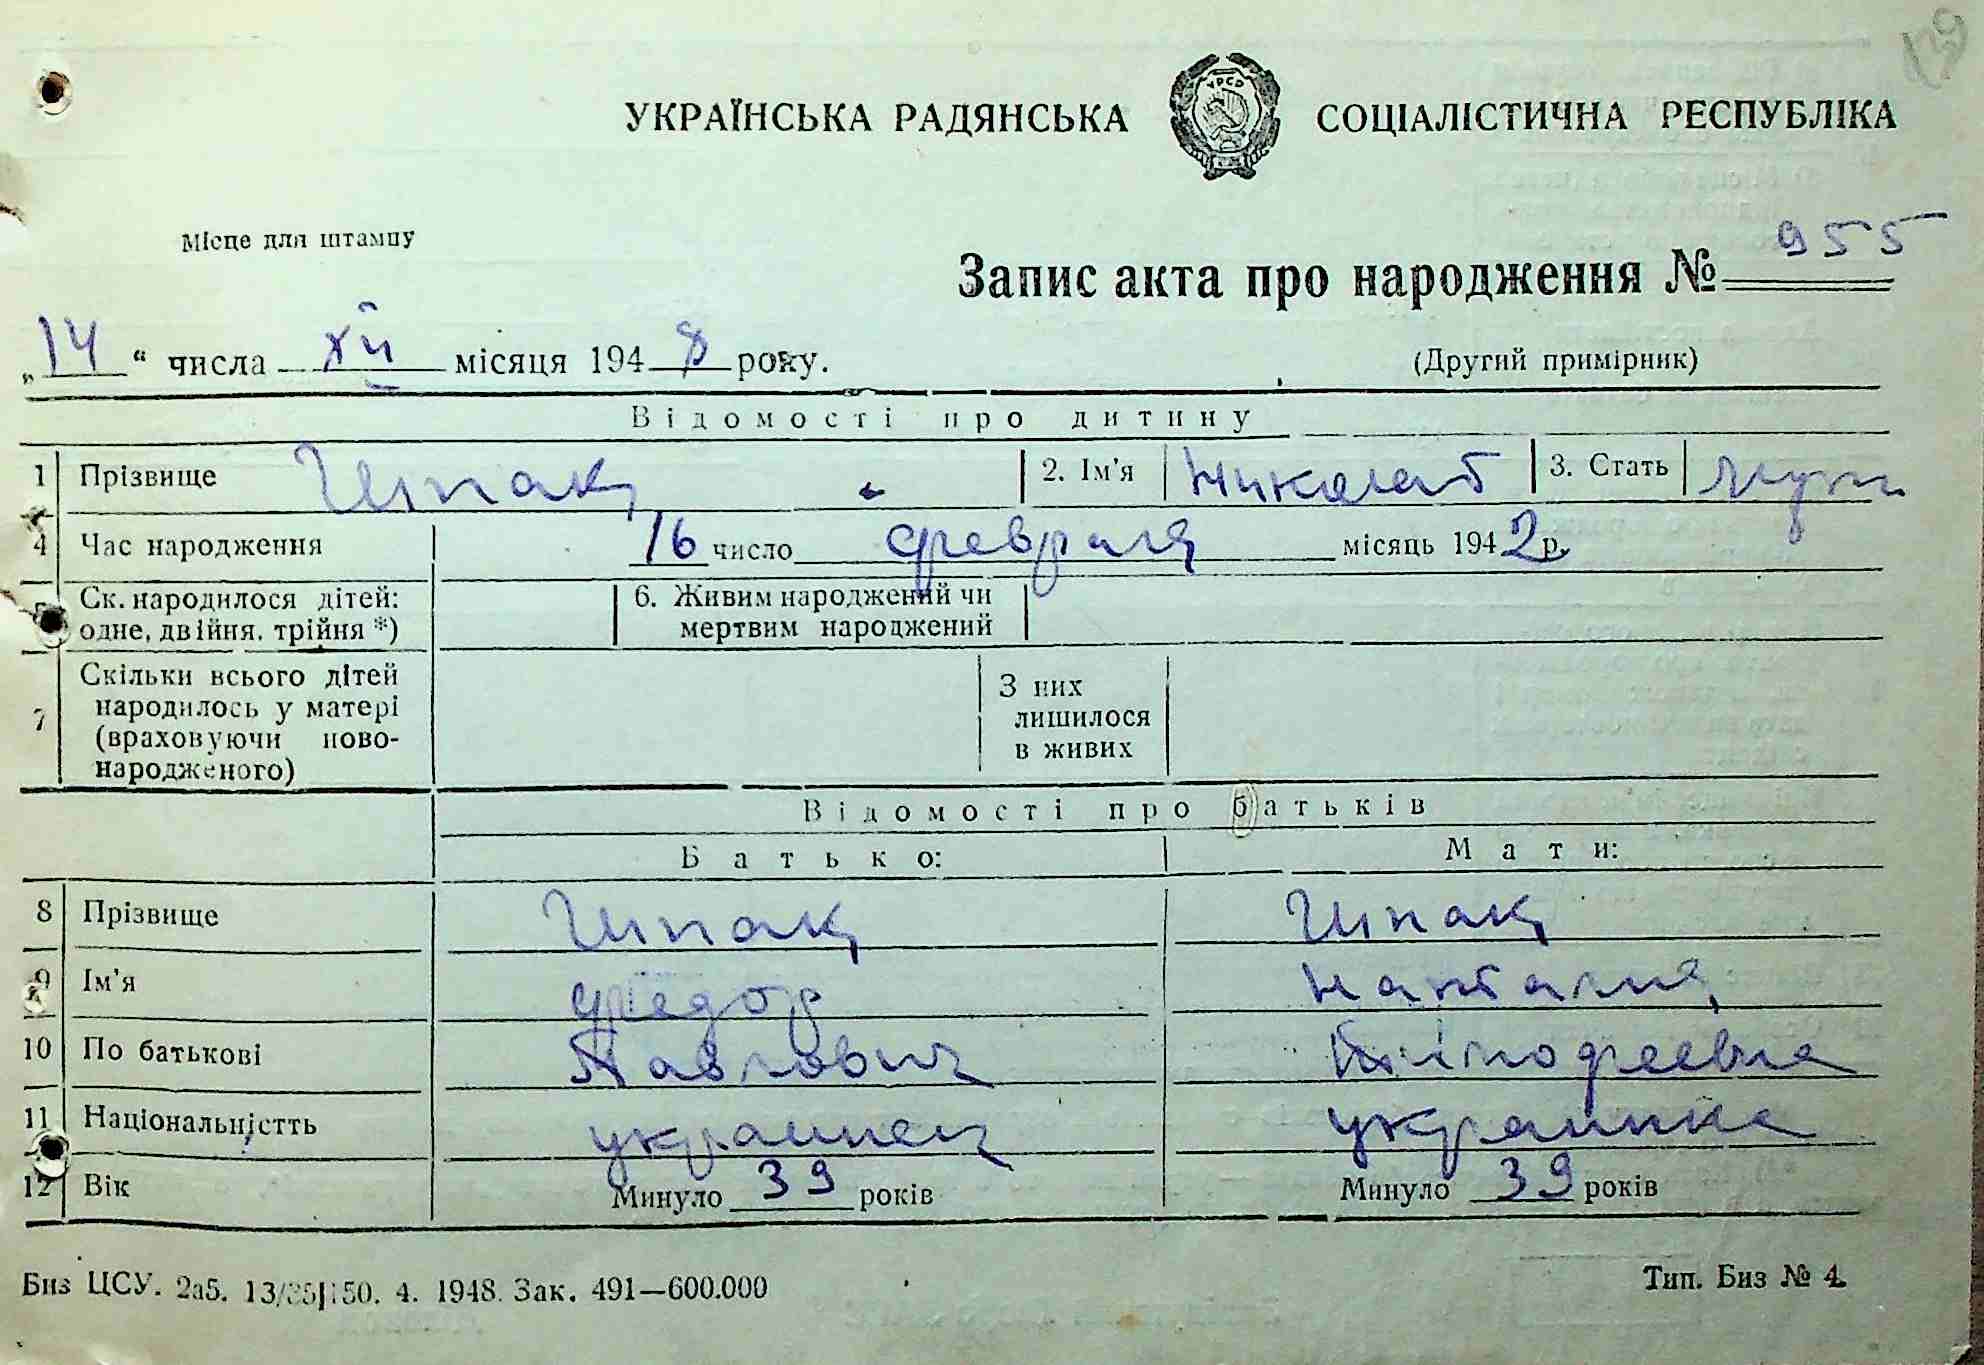 УКРАЇНСЬКА РАДЯНСЬКА УРСР СОЦІАЛІСТИЧНА РЕСПУБЛІКА
Місце для штампу
Запис акта про народження № 955
„14“ числа XII місяця 1948 року.
(Другий примірник)
Відомості про дитину
1 Прізвище Шпак 2. Ім'я Николай 3. Стать муж
4 Час народження 16 число февраля місяць 1942 р.
5 Ск. народилося дітей: одне, двійня, трійня *) 6. Живим народжений чи мертвим народжений
7 Скільки всього дітей народилось у матері (враховуючи новонародженого) З них лишилося в живих
Відомості про батьків
Батько: Мати:
8 Прізвище Шпак Шпак
9 Ім'я Федор Наталия
10 По батькові Павлович Тімофеевна
11 Національністть украинец украинка
12 Вік Минуло 39 років Минуло 39 років
Биз ЦСУ. 2а5. 13/35|150. 4. 1948. Зак. 491—600.000
Тип. Биз № 4.